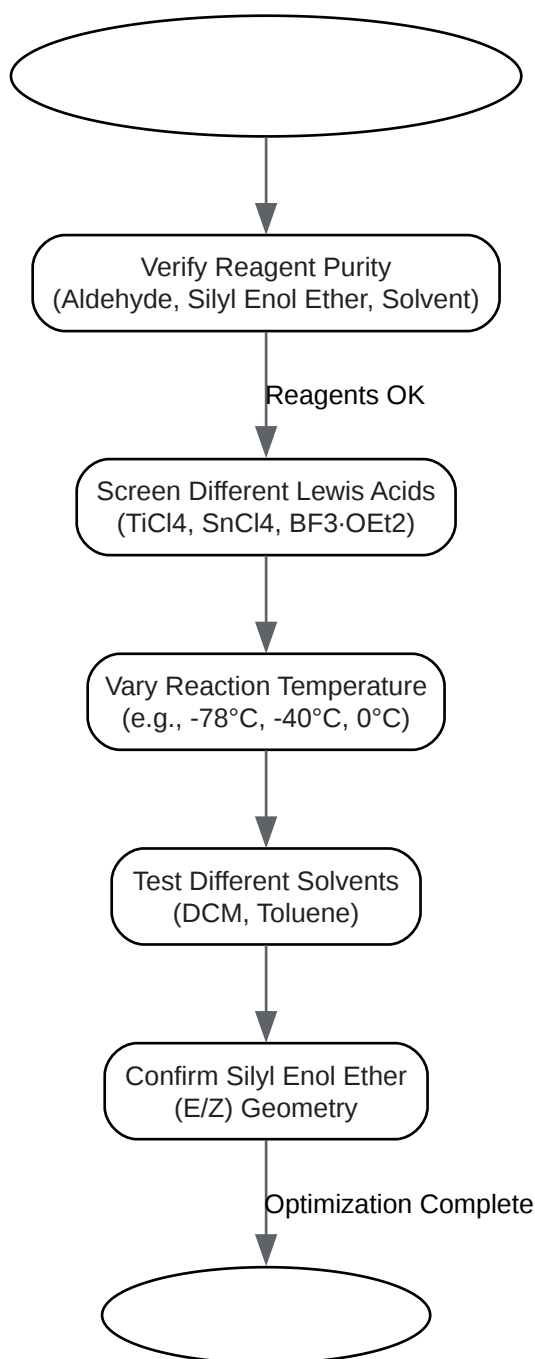 Verify Reagent Purity
(Aldehyde, Silyl Enol Ether, Solvent)
Reagents OK
Screen Different Lewis Acids
(TiCl4, SnCl4, BF3·OEt2)
Vary Reaction Temperature
(e.g., -78°C, -40°C, 0°C)
Test Different Solvents
(DCM, Toluene)
Confirm Silyl Enol Ether
(E/Z) Geometry
Optimization Complete